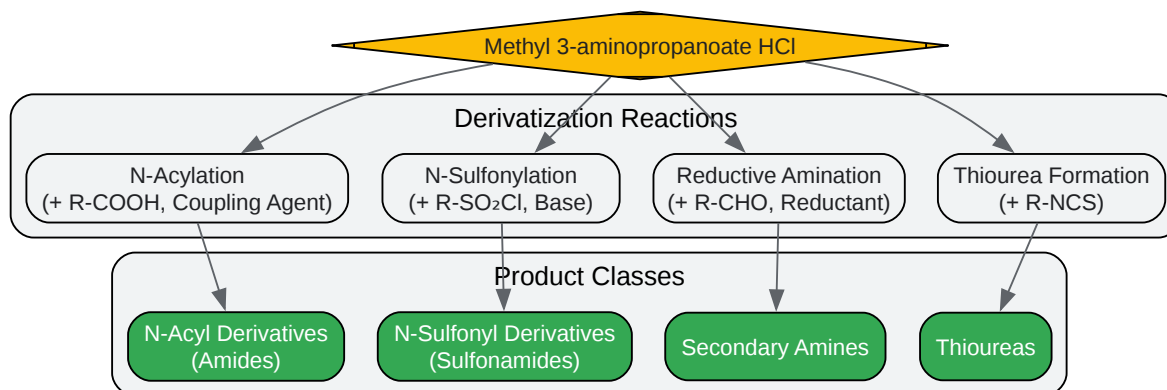 Methyl 3-aminopropanoate HCl
Derivatization Reactions
N-Acylation
(+ R-COOH, Coupling Agent)
N-Sulfonylation
(+ R-SO₂Cl, Base)
Reductive Amination
(+ R-CHO, Reductant)
Thiourea Formation
(+ R-NCS)
Product Classes
N-Acyl Derivatives
(Amides)
N-Sulfonyl Derivatives
(Sulfonamides)
Secondary Amines
Thioureas